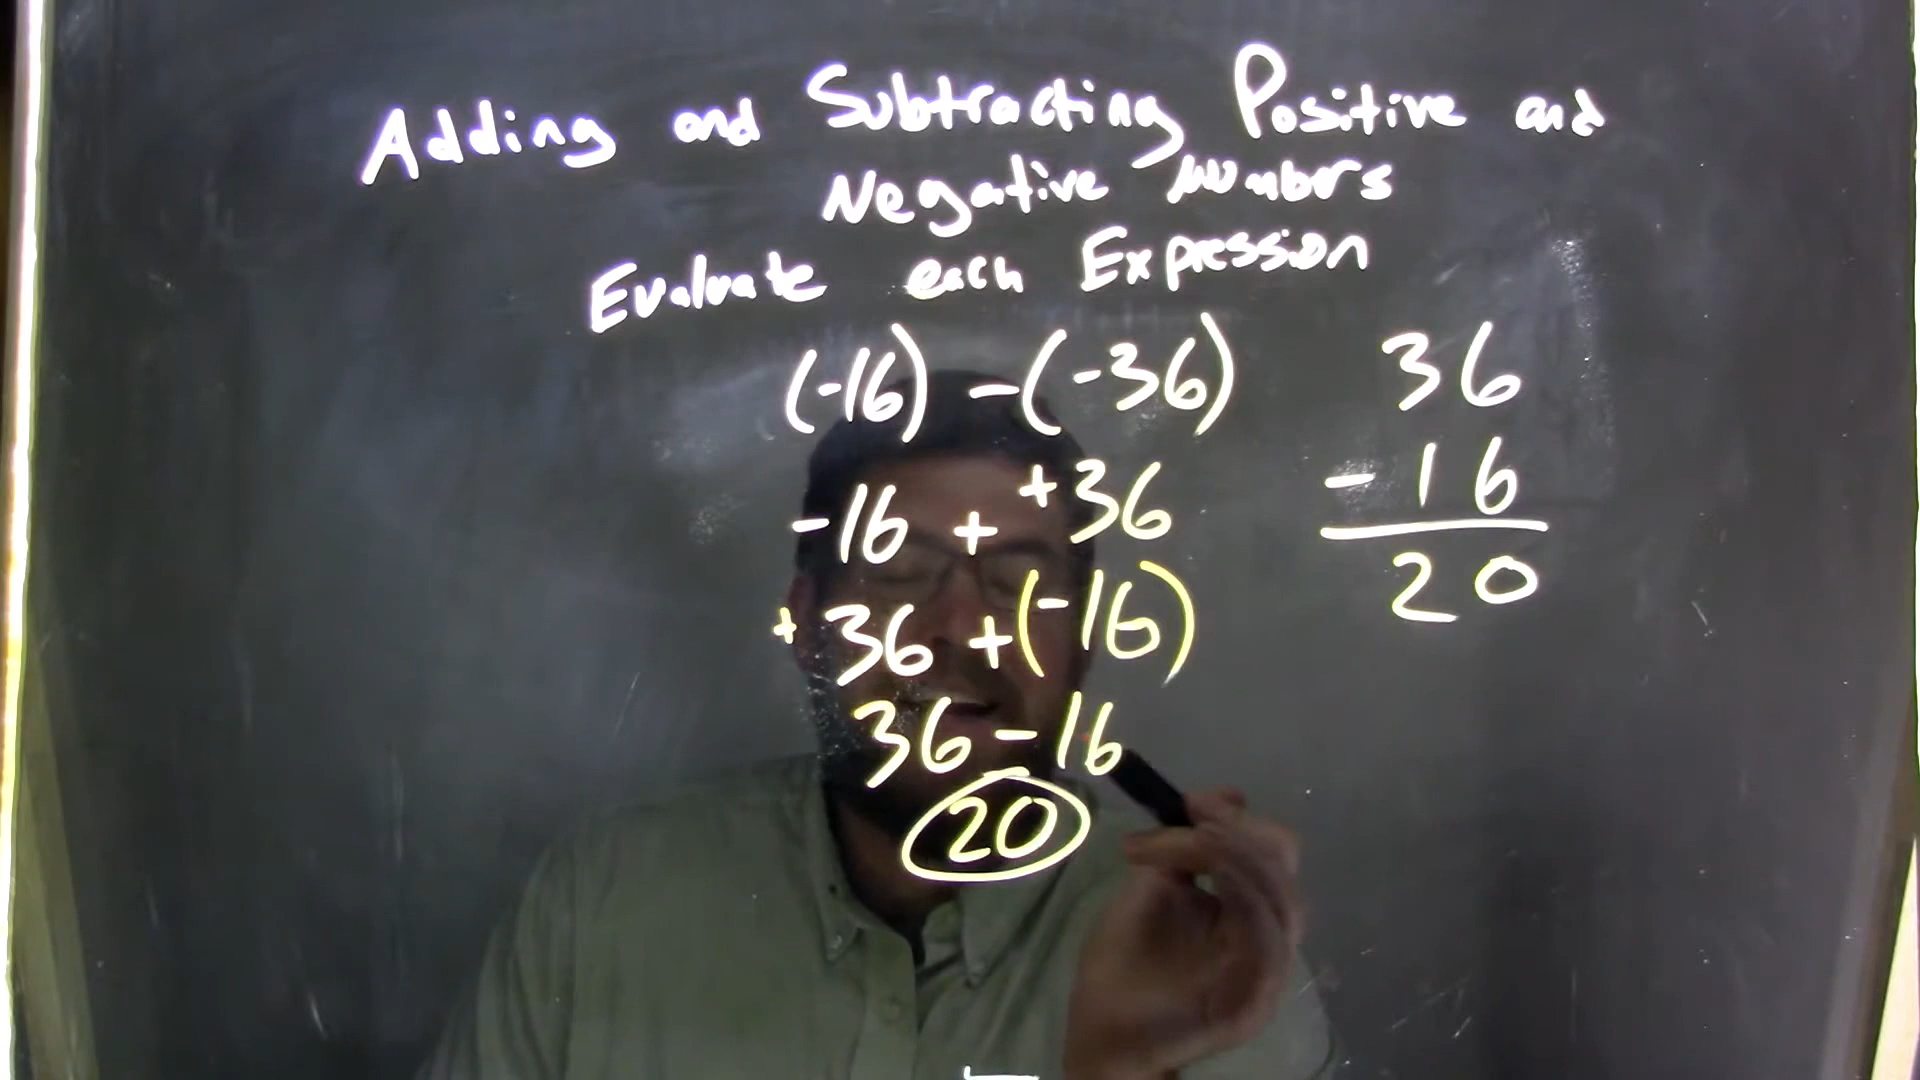 Adding and Subtracting Positive and
Negative Numbers
Evaluate each Expression
(-16) -(-36)
-16 + +36
+36 +(-16)
36 - 16
20
36
- 16
20